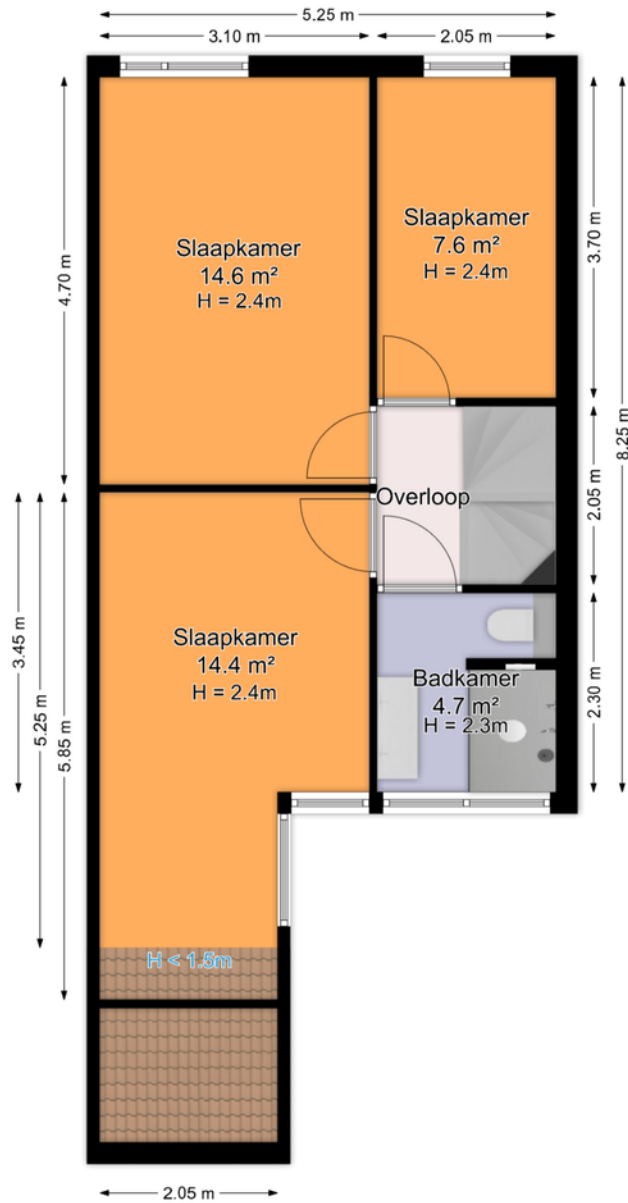 5.25 m
3.10 m
2.05 m
Slaapkamer
14.6 m²
H = 2.4m
Slaapkamer
7.6 m²
H = 2.4m
4.70 m
3.70 m
8.25 m
Overloop
2.05 m
Slaapkamer
14.4 m²
H = 2.4m
Badkamer
4.7 m²
H = 2.3m
3.45 m
5.25 m
5.85 m
2.30 m
H < 1.5m
2.05 m